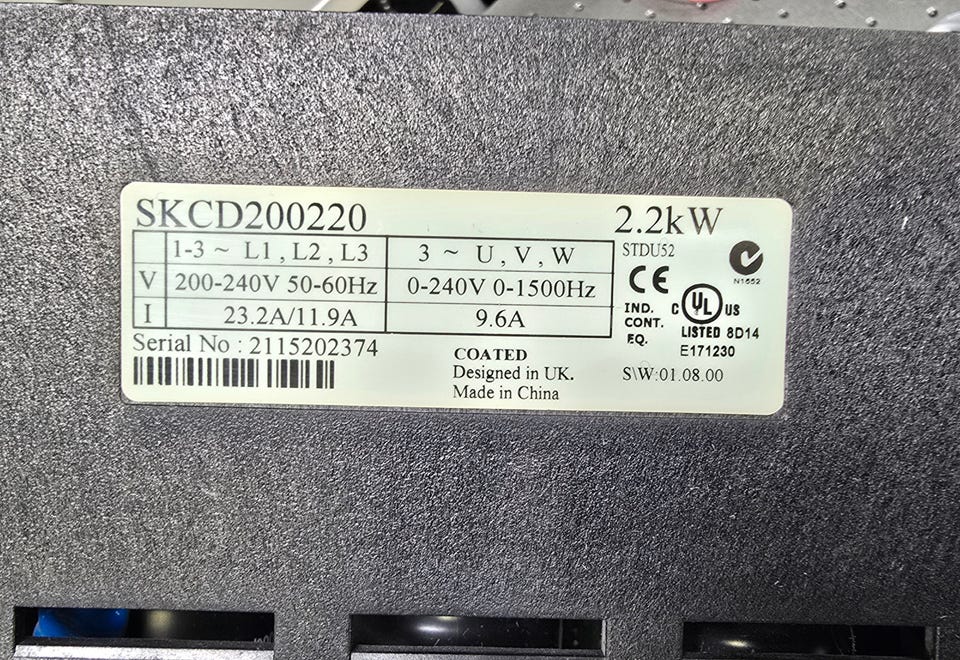 SKCD200220 2.2kW
1-3 ~ L1 , L2 , L3 3 ~ U , V , W STDU52
V 200-240V 50-60Hz 0-240V 0-1500Hz CE N1652
I 23.2A/11.9A 9.6A
IND.
CONT.
EQ.
C UL US
LISTED 8D14
E171230
Serial No : 2115202374
COATED
Designed in UK.
Made in China
S\W:01.08.00